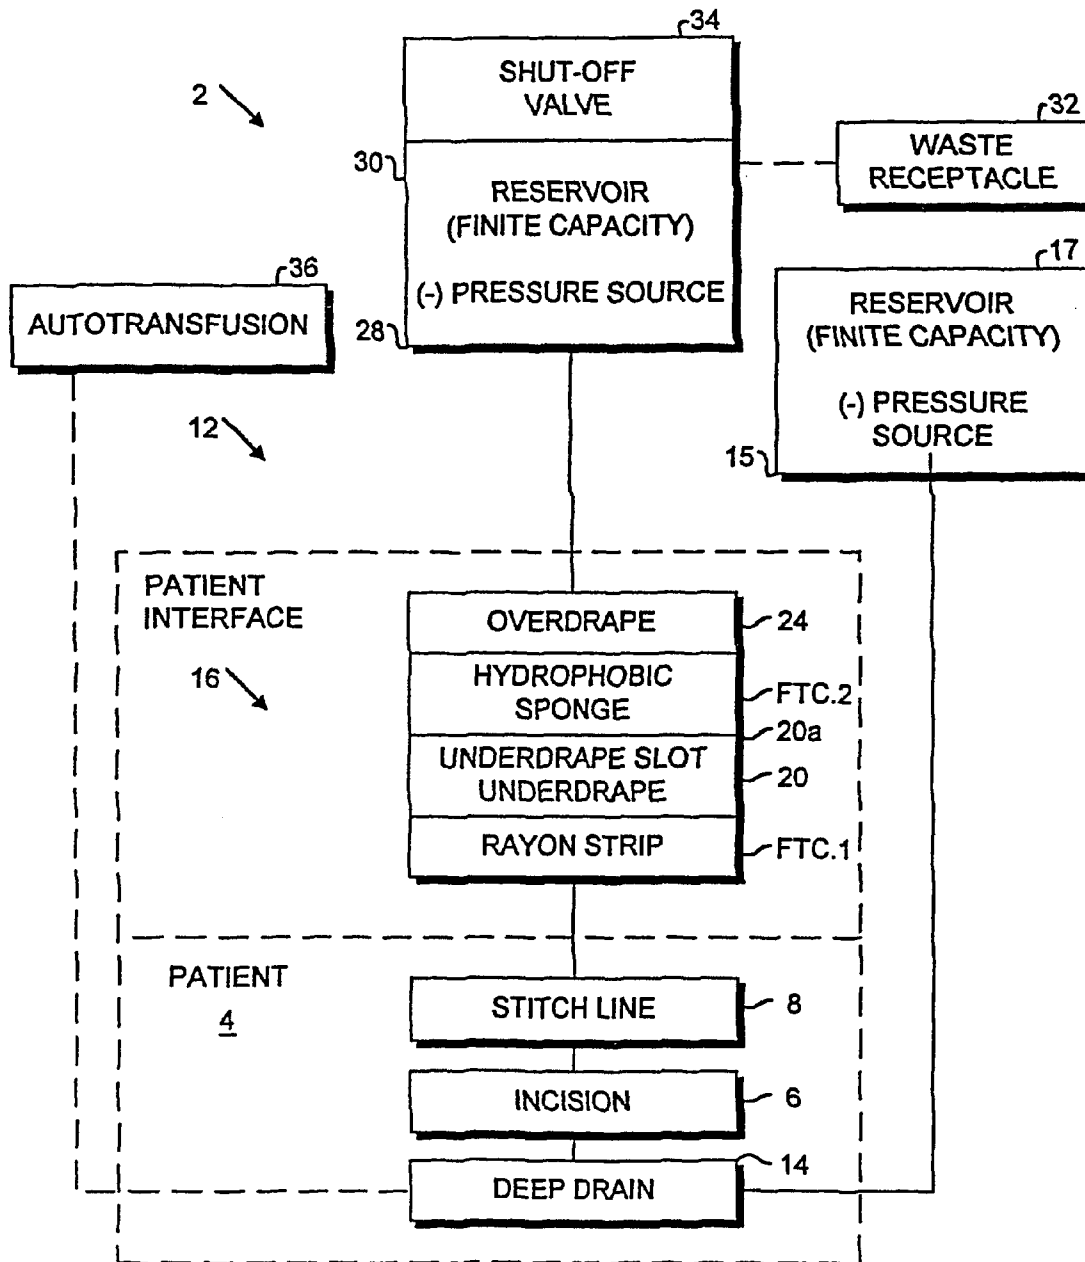 34
SHUT-OFF
VALVE
2
32
WASTE
RECEPTACLE
30
RESERVOIR
(FINITE CAPACITY)
(-) PRESSURE SOURCE
28
36
AUTOTRANSFUSION
17
RESERVOIR
(FINITE CAPACITY)
(-) PRESSURE
SOURCE
15
12
PATIENT
INTERFACE
16
OVERDRAPE
24
HYDROPHOBIC
SPONGE
FTC.2
20a
UNDERDRAPE SLOT
UNDERDRAPE
20
RAYON STRIP
FTC.1
PATIENT
4
STITCH LINE
8
INCISION
6
14
DEEP DRAIN